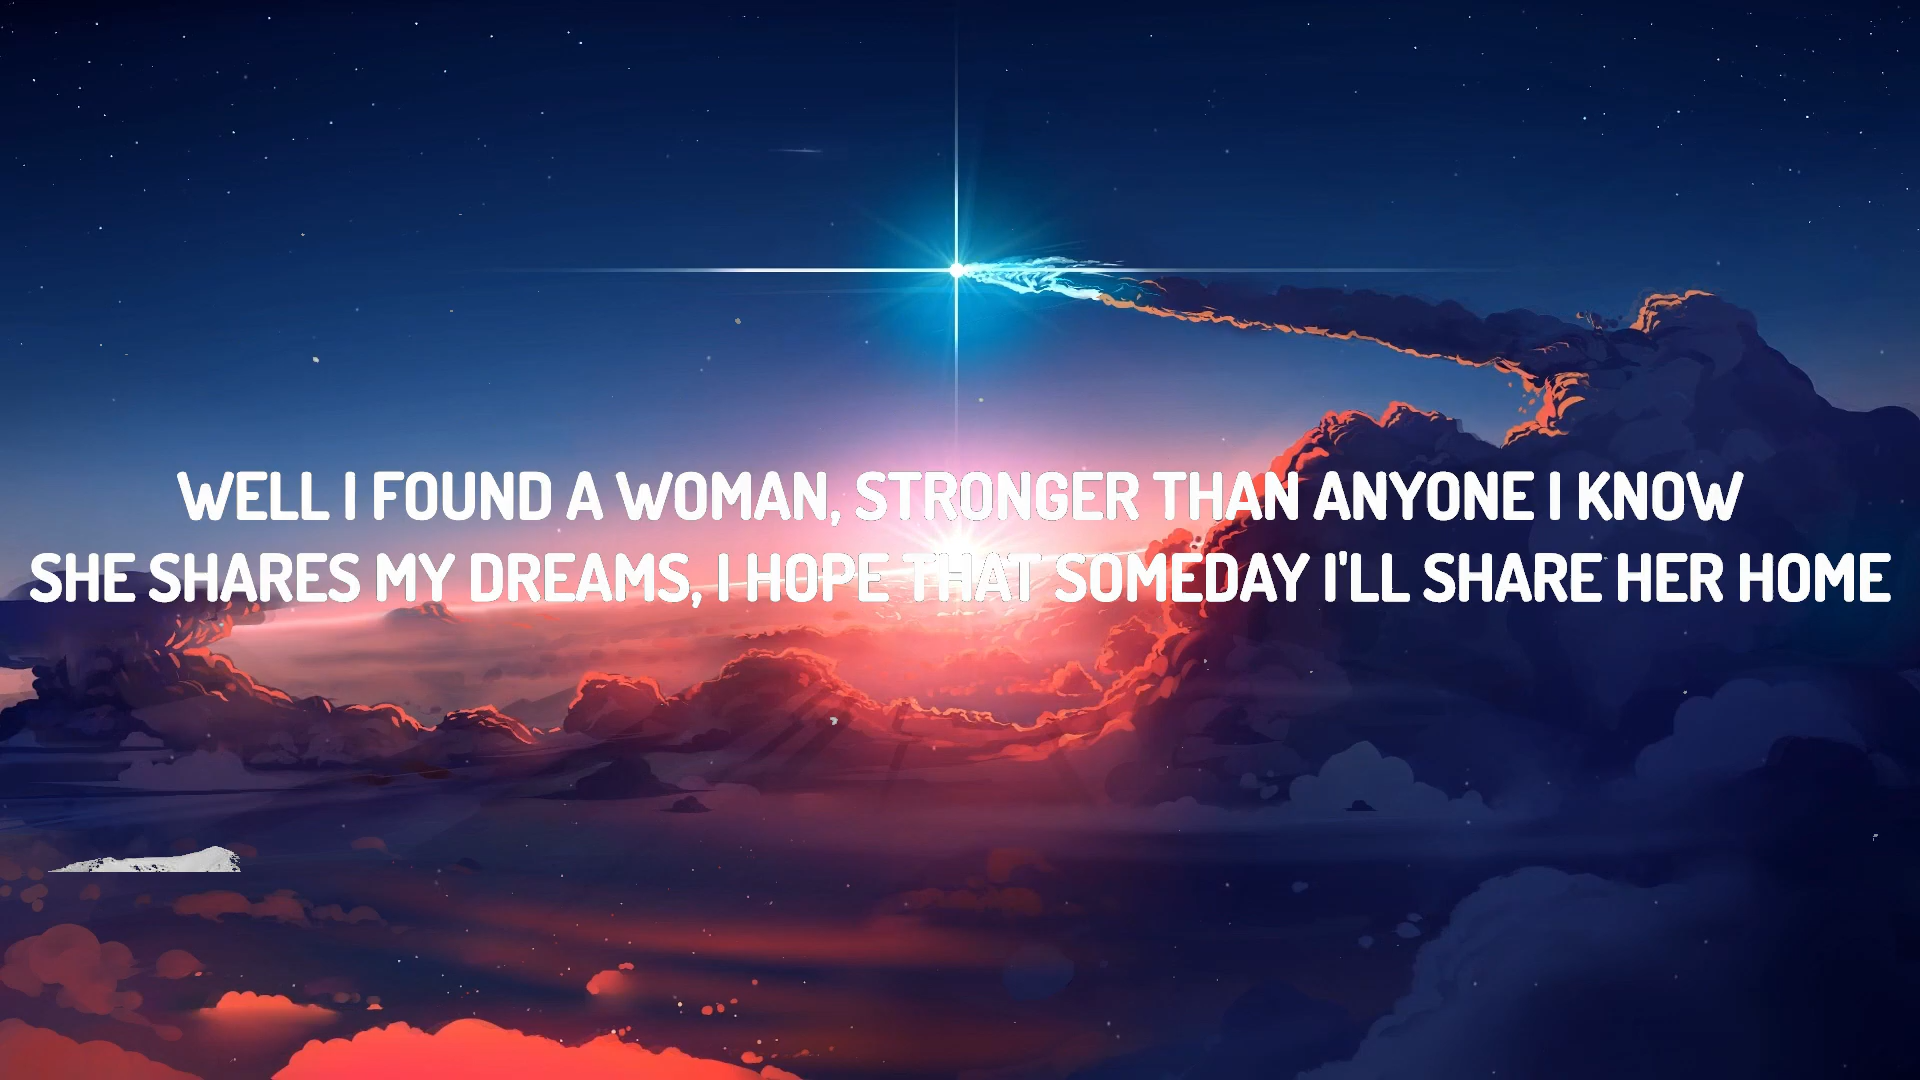 WELL I FOUND A WOMAN, STRONGER THAN ANYONE I KNOW
SHE SHARES MY DREAMS, I HOPE THAT SOMEDAY I'LL SHARE HER HOME